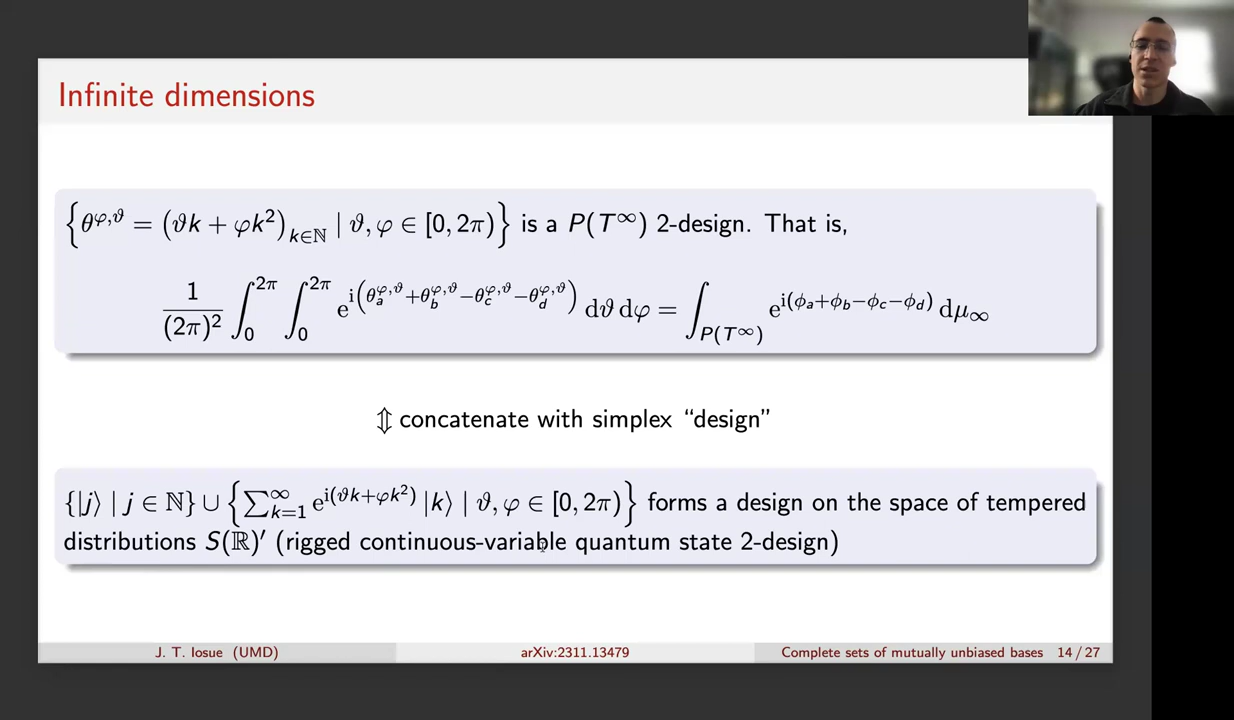 Infinite dimensions
{θ^{φ,ϑ} = (ϑk + φk²)_{k∈ℕ} | ϑ, φ ∈ [0, 2π)} is a P(T^∞) 2-design. That is,
1/(2π)² ∫₀^{2π} ∫₀^{2π} e^{i(θ_a^{φ,ϑ}+θ_b^{φ,ϑ}−θ_c^{φ,ϑ}−θ_d^{φ,ϑ})} dϑ dφ = ∫_{P(T^∞)} e^{i(ϕ_a+ϕ_b−ϕ_c−ϕ_d)} dμ_∞
⇕ concatenate with simplex “design”
{|j⟩ | j ∈ ℕ} ∪ {∑_{k=1}^∞ e^{i(ϑk+φk²)} |k⟩ | ϑ, φ ∈ [0, 2π)} forms a design on the space of tempered
distributions S(ℝ)′ (rigged continuous-variable quantum state 2-design)
J. T. Iosue (UMD) arXiv:2311.13479 Complete sets of mutually unbiased bases 14 / 27